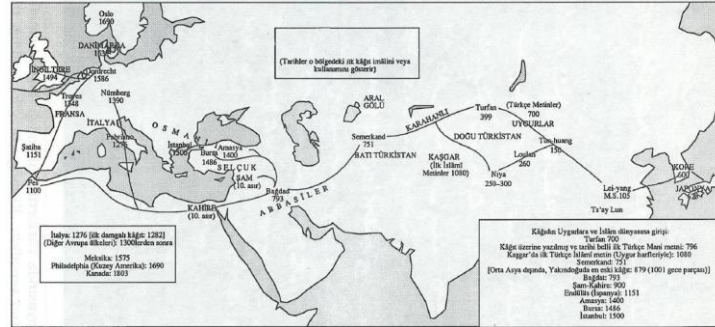 Oslo
1690
DANİMARKA
1635
İNGİLTERE
1494
Dordrecht
1586
Troyes
1348
FRANSA
Nürnberg
1390
İTALYA
Fabriano
1276
Şatiba
1151
Fes
1100
OSMANLI
İstanbul
1500
Bursa
1486
Amasya
1400
SELÇUK
ŞAM
(10. asır)
KAHİRE
(10. asır)
Bağdad
793
ABBASİLER
(Tarihler o bölgedeki ilk kâğıt imâlini veya
kullanımını gösterir)
ARAL
GÖLÜ
Semerkand
751
BATI TÜRKİSTAN
KARAHANLI
KAŞGAR
(İlk İslâmî
Metinler 1080)
DOĞU TÜRKİSTAN
Turfan
399
(Türkçe Metinler)
700
UYGURLAR
Tun-huang
150
Loulan
260
Niya
250-300
Lei-yang
M.S.105
Ts'ay Lun
KORE
600
JAPONYA
İtalya: 1276 [ilk damgalı kâğıt: 1282]
(Diğer Avrupa ülkeleri): 1300lerden sonra
Meksika: 1575
Philadelphia (Kuzey Amerika): 1690
Kanada: 1803
Kâğıdın Uygurlara ve İslâm dünyasına girişi:
Turfan 700
Kâğıt üzerine yazılmış ve tarihi belli ilk Türkçe Mani metni: 796
Kaşgar'da ilk Türkçe İslâmî metin (Uygur harfleriyle): 1080
Semerkand: 751
[Orta Asya dışında, Yakındoğuda en eski kâğıt: 879 (1001 gece parçası)]
Bağdat: 793
Şam-Kahire: 900
Endülüs (İspanya): 1151
Amasya: 1400
Bursa: 1486
İstanbul: 1500